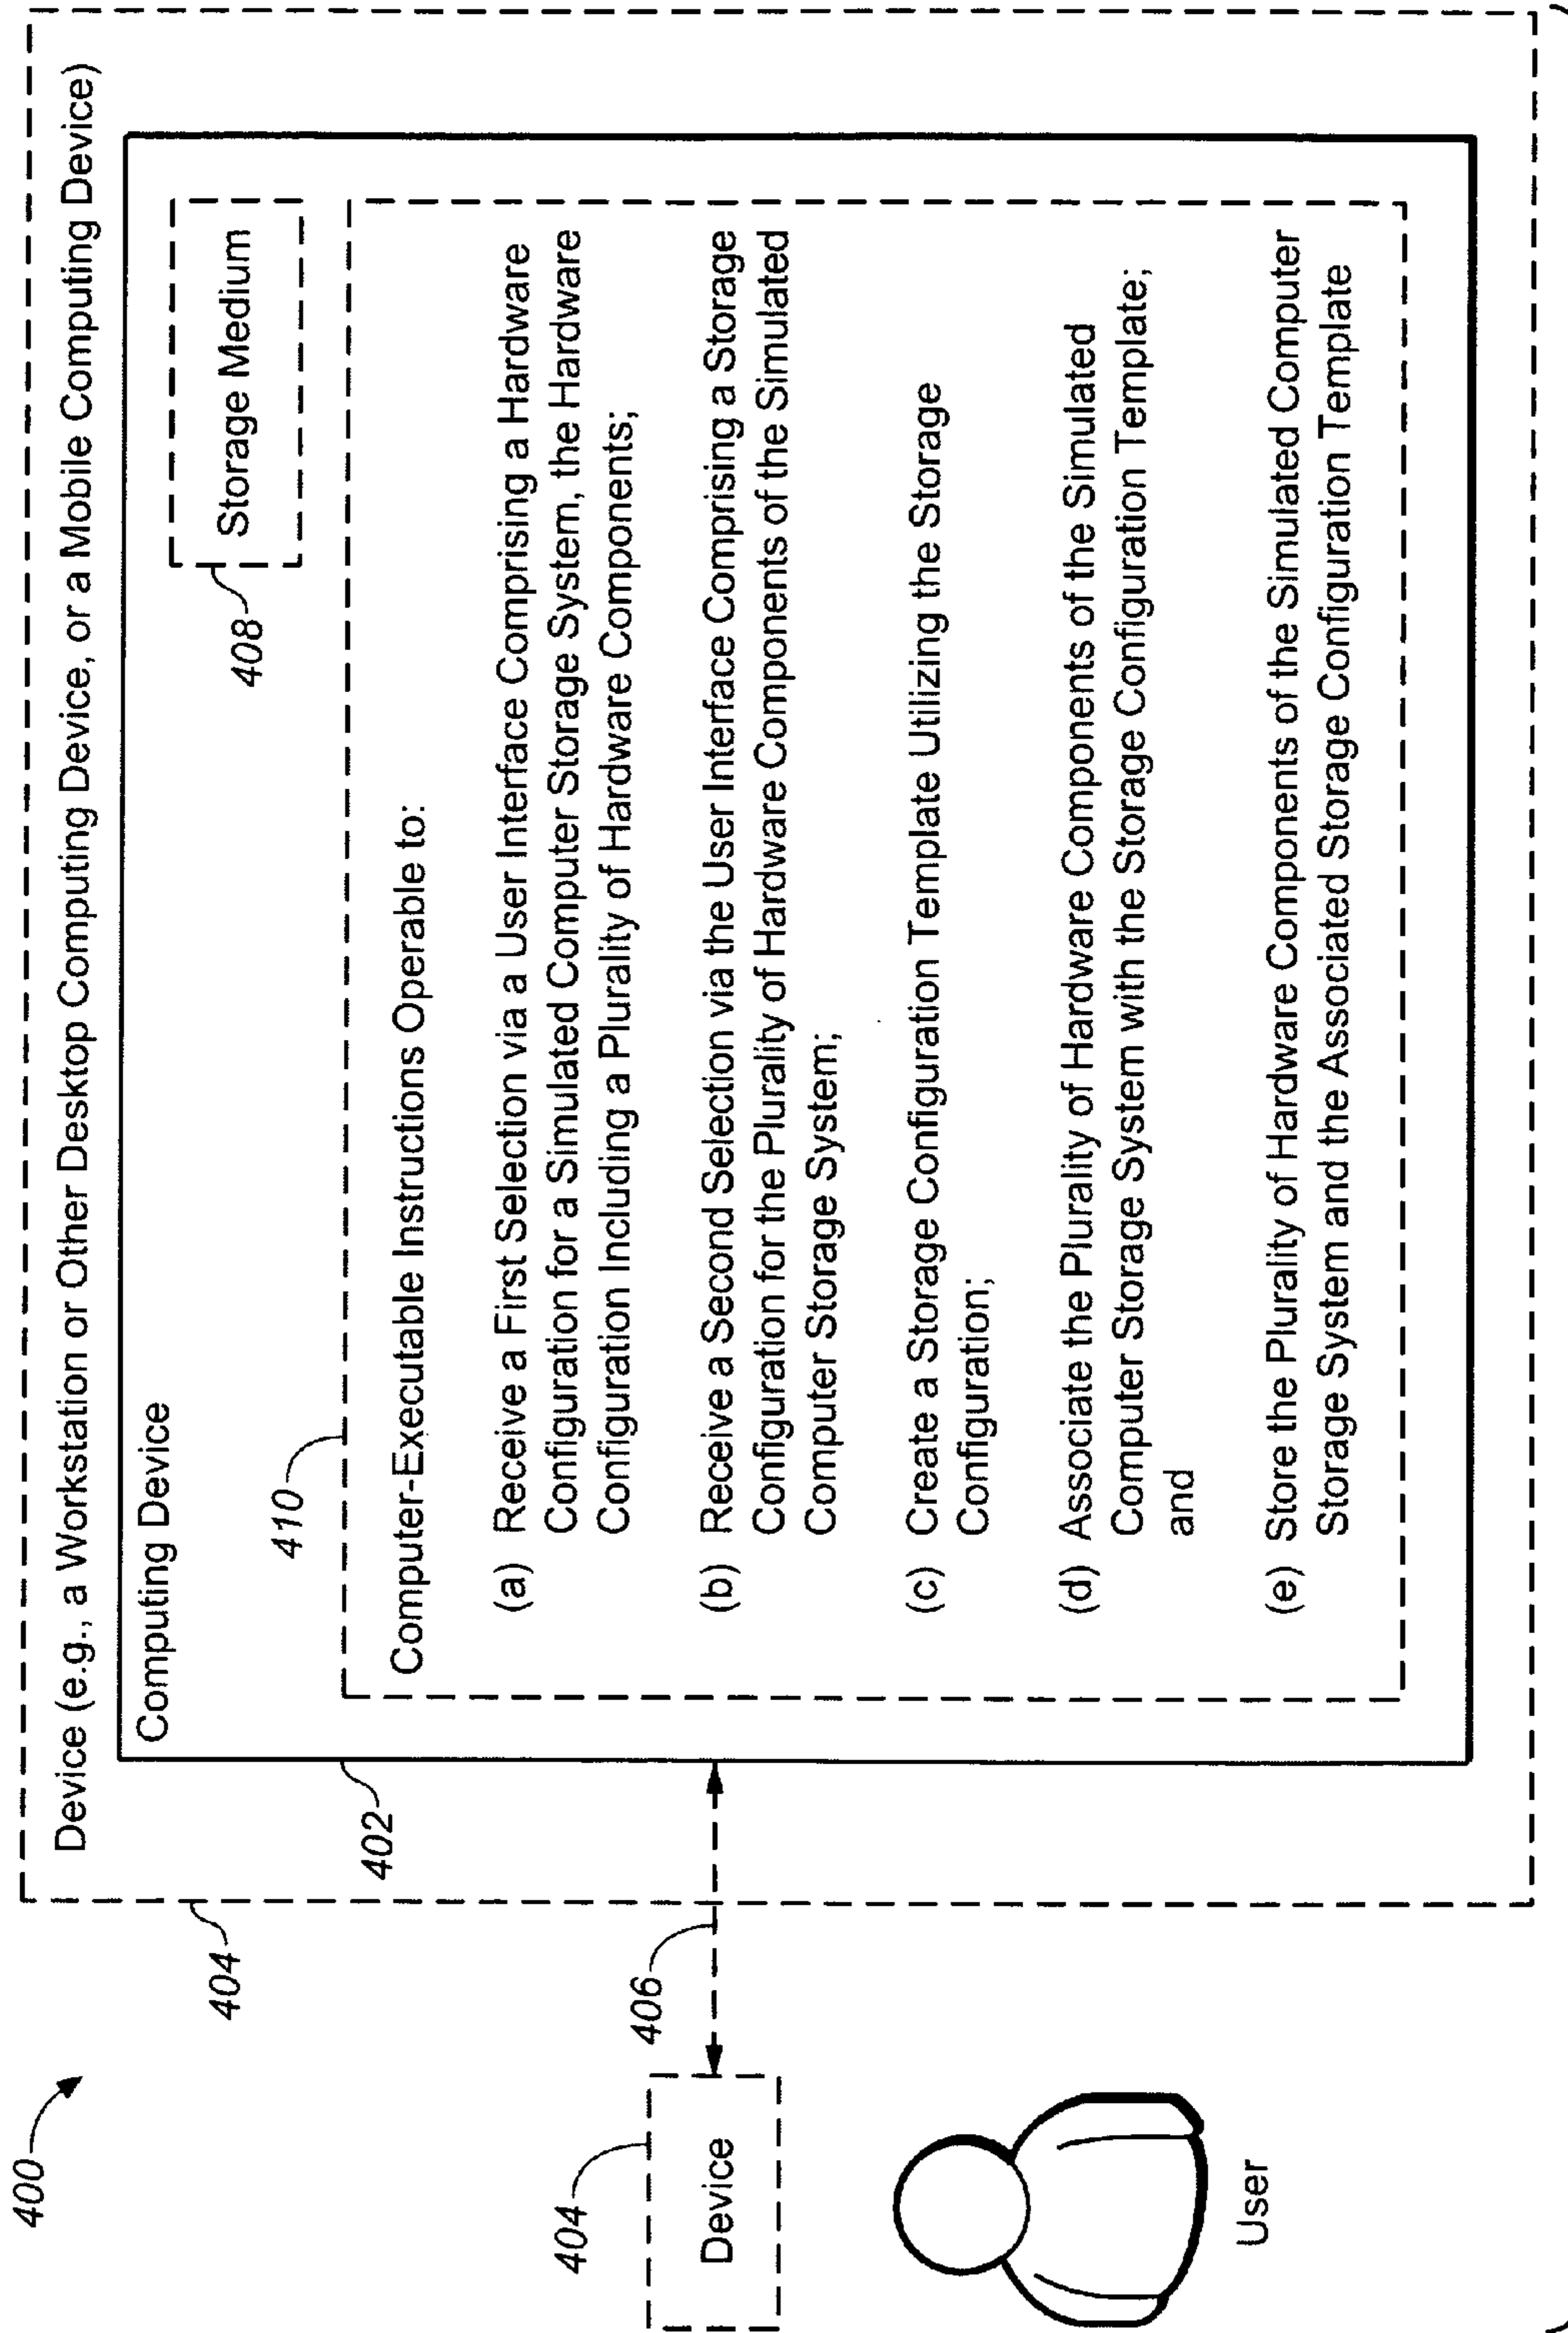 400
404
Device (e.g., a Workstation or Other Desktop Computing Device, or a Mobile Computing Device)
402
Computing Device
408
Storage Medium
410
Computer-Executable Instructions Operable to:
(a) Receive a First Selection via a User Interface Comprising a Hardware
Configuration for a Simulated Computer Storage System, the Hardware
Configuration Including a Plurality of Hardware Components;
(b) Receive a Second Selection via the User Interface Comprising a Storage
Configuration for the Plurality of Hardware Components of the Simulated
Computer Storage System;
(c) Create a Storage Configuration Template Utilizing the Storage
Configuration;
(d) Associate the Plurality of Hardware Components of the Simulated
Computer Storage System with the Storage Configuration Template;
and
(e) Store the Plurality of Hardware Components of the Simulated Computer
Storage System and the Associated Storage Configuration Template
406
404
Device
User